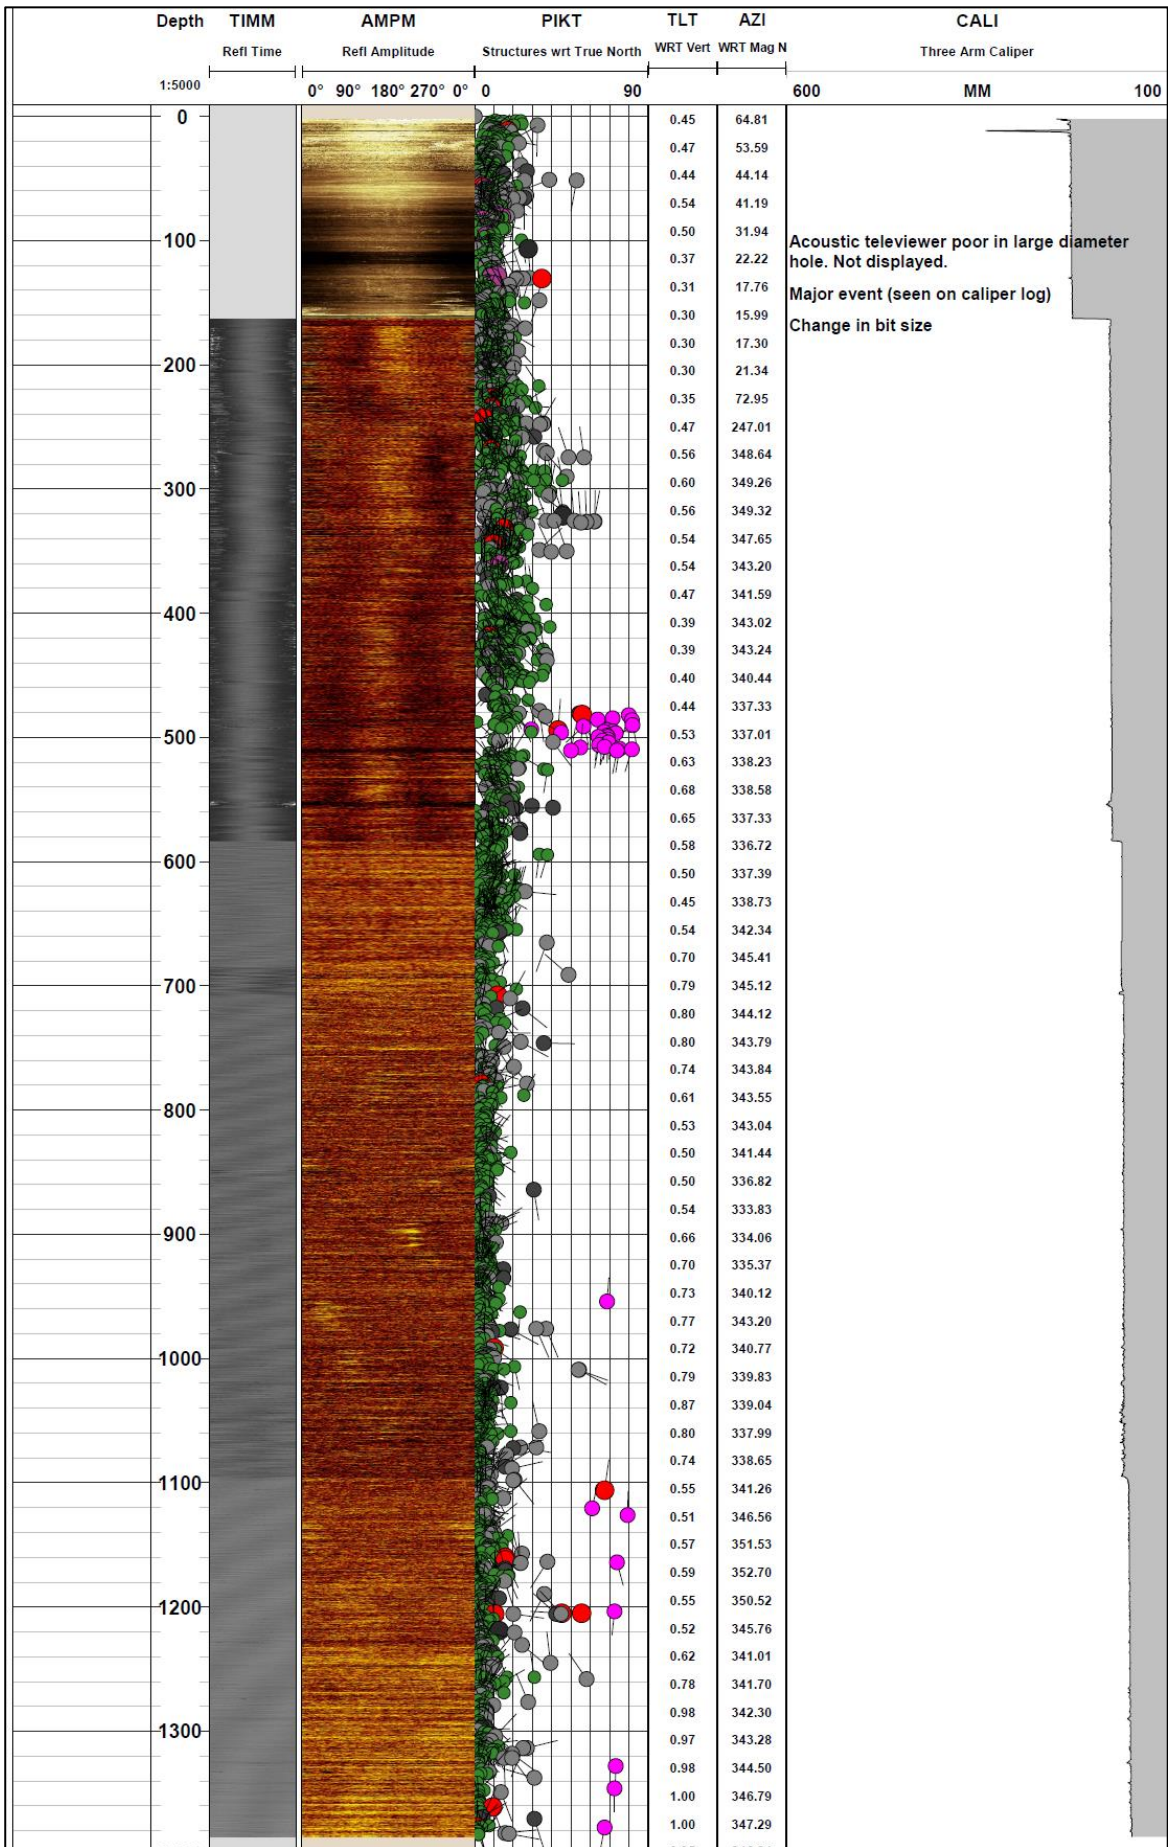 Depth TIMM AMPM PIKT TLT AZI CALI
Refl Time Refl Amplitude Structures wrt True North WRT Vert WRT Mag N Three Arm Caliper
1:5000 0° 90° 180° 270° 0° 0 90 600 MM 100
0 0.45 64.81
0.47 53.59
0.44 44.14
0.54 41.19
0.50 31.94
100 Acoustic televiewer poor in large diameter
0.37 22.22 hole. Not displayed.
0.31 17.76
Major event (seen on caliper log)
0.30 15.99
Change in bit size
0.30 17.30
200 0.30 21.34
0.35 72.95
0.47 247.01
0.56 348.64
300 0.60 349.26
0.56 349.32
0.54 347.65
0.54 343.20
0.47 341.59
400 0.39 343.02
0.39 343.24
0.40 340.44
0.44 337.33
500 0.53 337.01
0.63 338.23
0.68 338.58
0.65 337.33
0.58 336.72
600 0.50 337.39
0.45 338.73
0.54 342.34
0.70 345.41
700 0.79 345.12
0.80 344.12
0.80 343.79
0.74 343.84
800 0.61 343.55
0.53 343.04
0.50 341.44
0.50 336.82
0.54 333.83
900 0.66 334.06
0.70 335.37
0.73 340.12
0.77 343.20
1000 0.72 340.77
0.79 339.83
0.87 339.04
0.80 337.99
0.74 338.65
1100 0.55 341.26
0.51 346.56
0.57 351.53
0.59 352.70
1200 0.55 350.52
0.52 345.76
0.62 341.01
0.78 341.70
0.98 342.30
1300 0.97 343.28
0.98 344.50
1.00 346.79
1.00 347.29